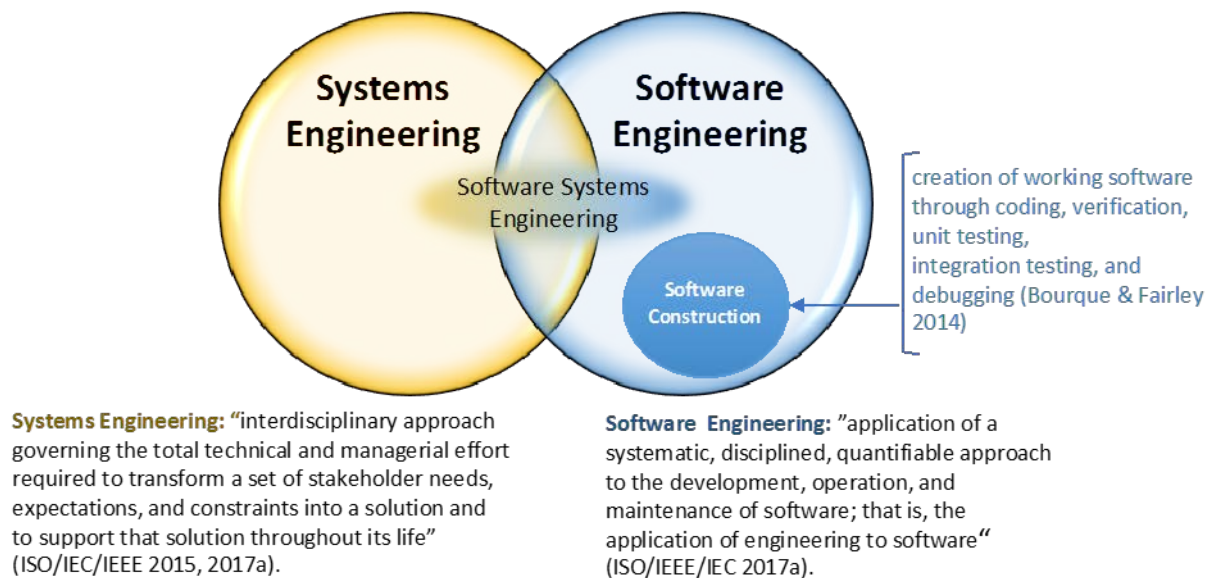 Systems
Engineering
Software
Engineering
Software Systems
Engineering
Software
Construction
creation of working software
through coding, verification,
unit testing,
integration testing, and
debugging (Bourque & Fairley
2014)
Systems Engineering: “interdisciplinary approach
governing the total technical and managerial effort
required to transform a set of stakeholder needs,
expectations, and constraints into a solution and
to support that solution throughout its life”
(ISO/IEC/IEEE 2015, 2017a).
Software Engineering: ”application of a
systematic, disciplined, quantifiable approach
to the development, operation, and
maintenance of software; that is, the
application of engineering to software“
(ISO/IEEE/IEC 2017a).